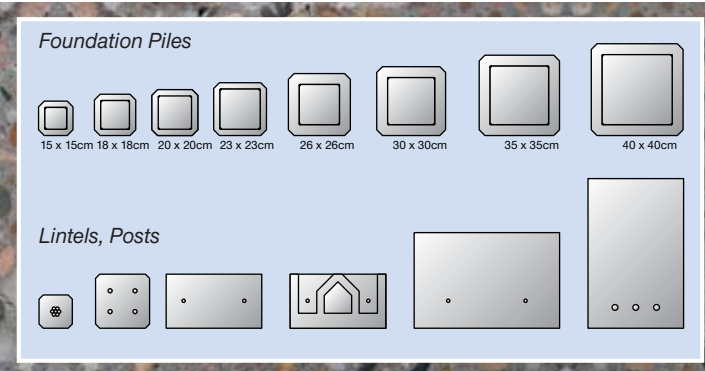 Foundation Piles
15 x 15cm 18 x 18cm 20 x 20cm 23 x 23cm 26 x 26cm 30 x 30cm 35 x 35cm 40 x 40cm
Lintels, Posts